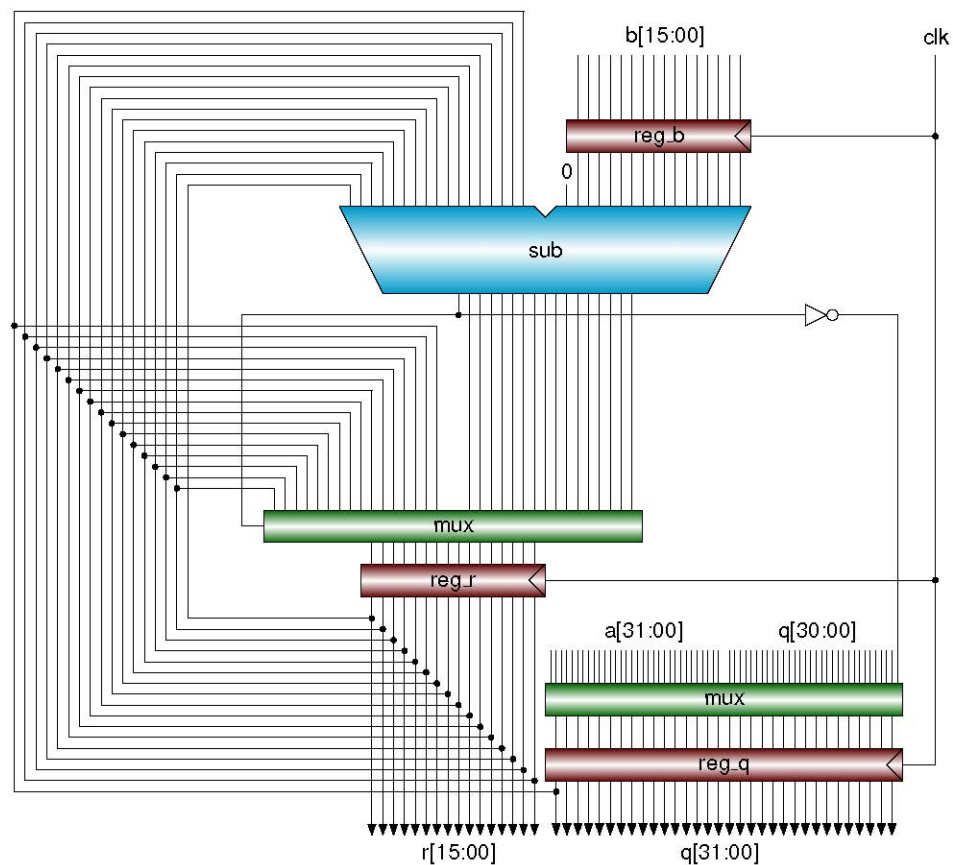 b[15:00]
clk
reg_b
0
sub
mux
reg_r
a[31:00]
q[30:00]
mux
reg_q
r[15:00]
q[31:00]